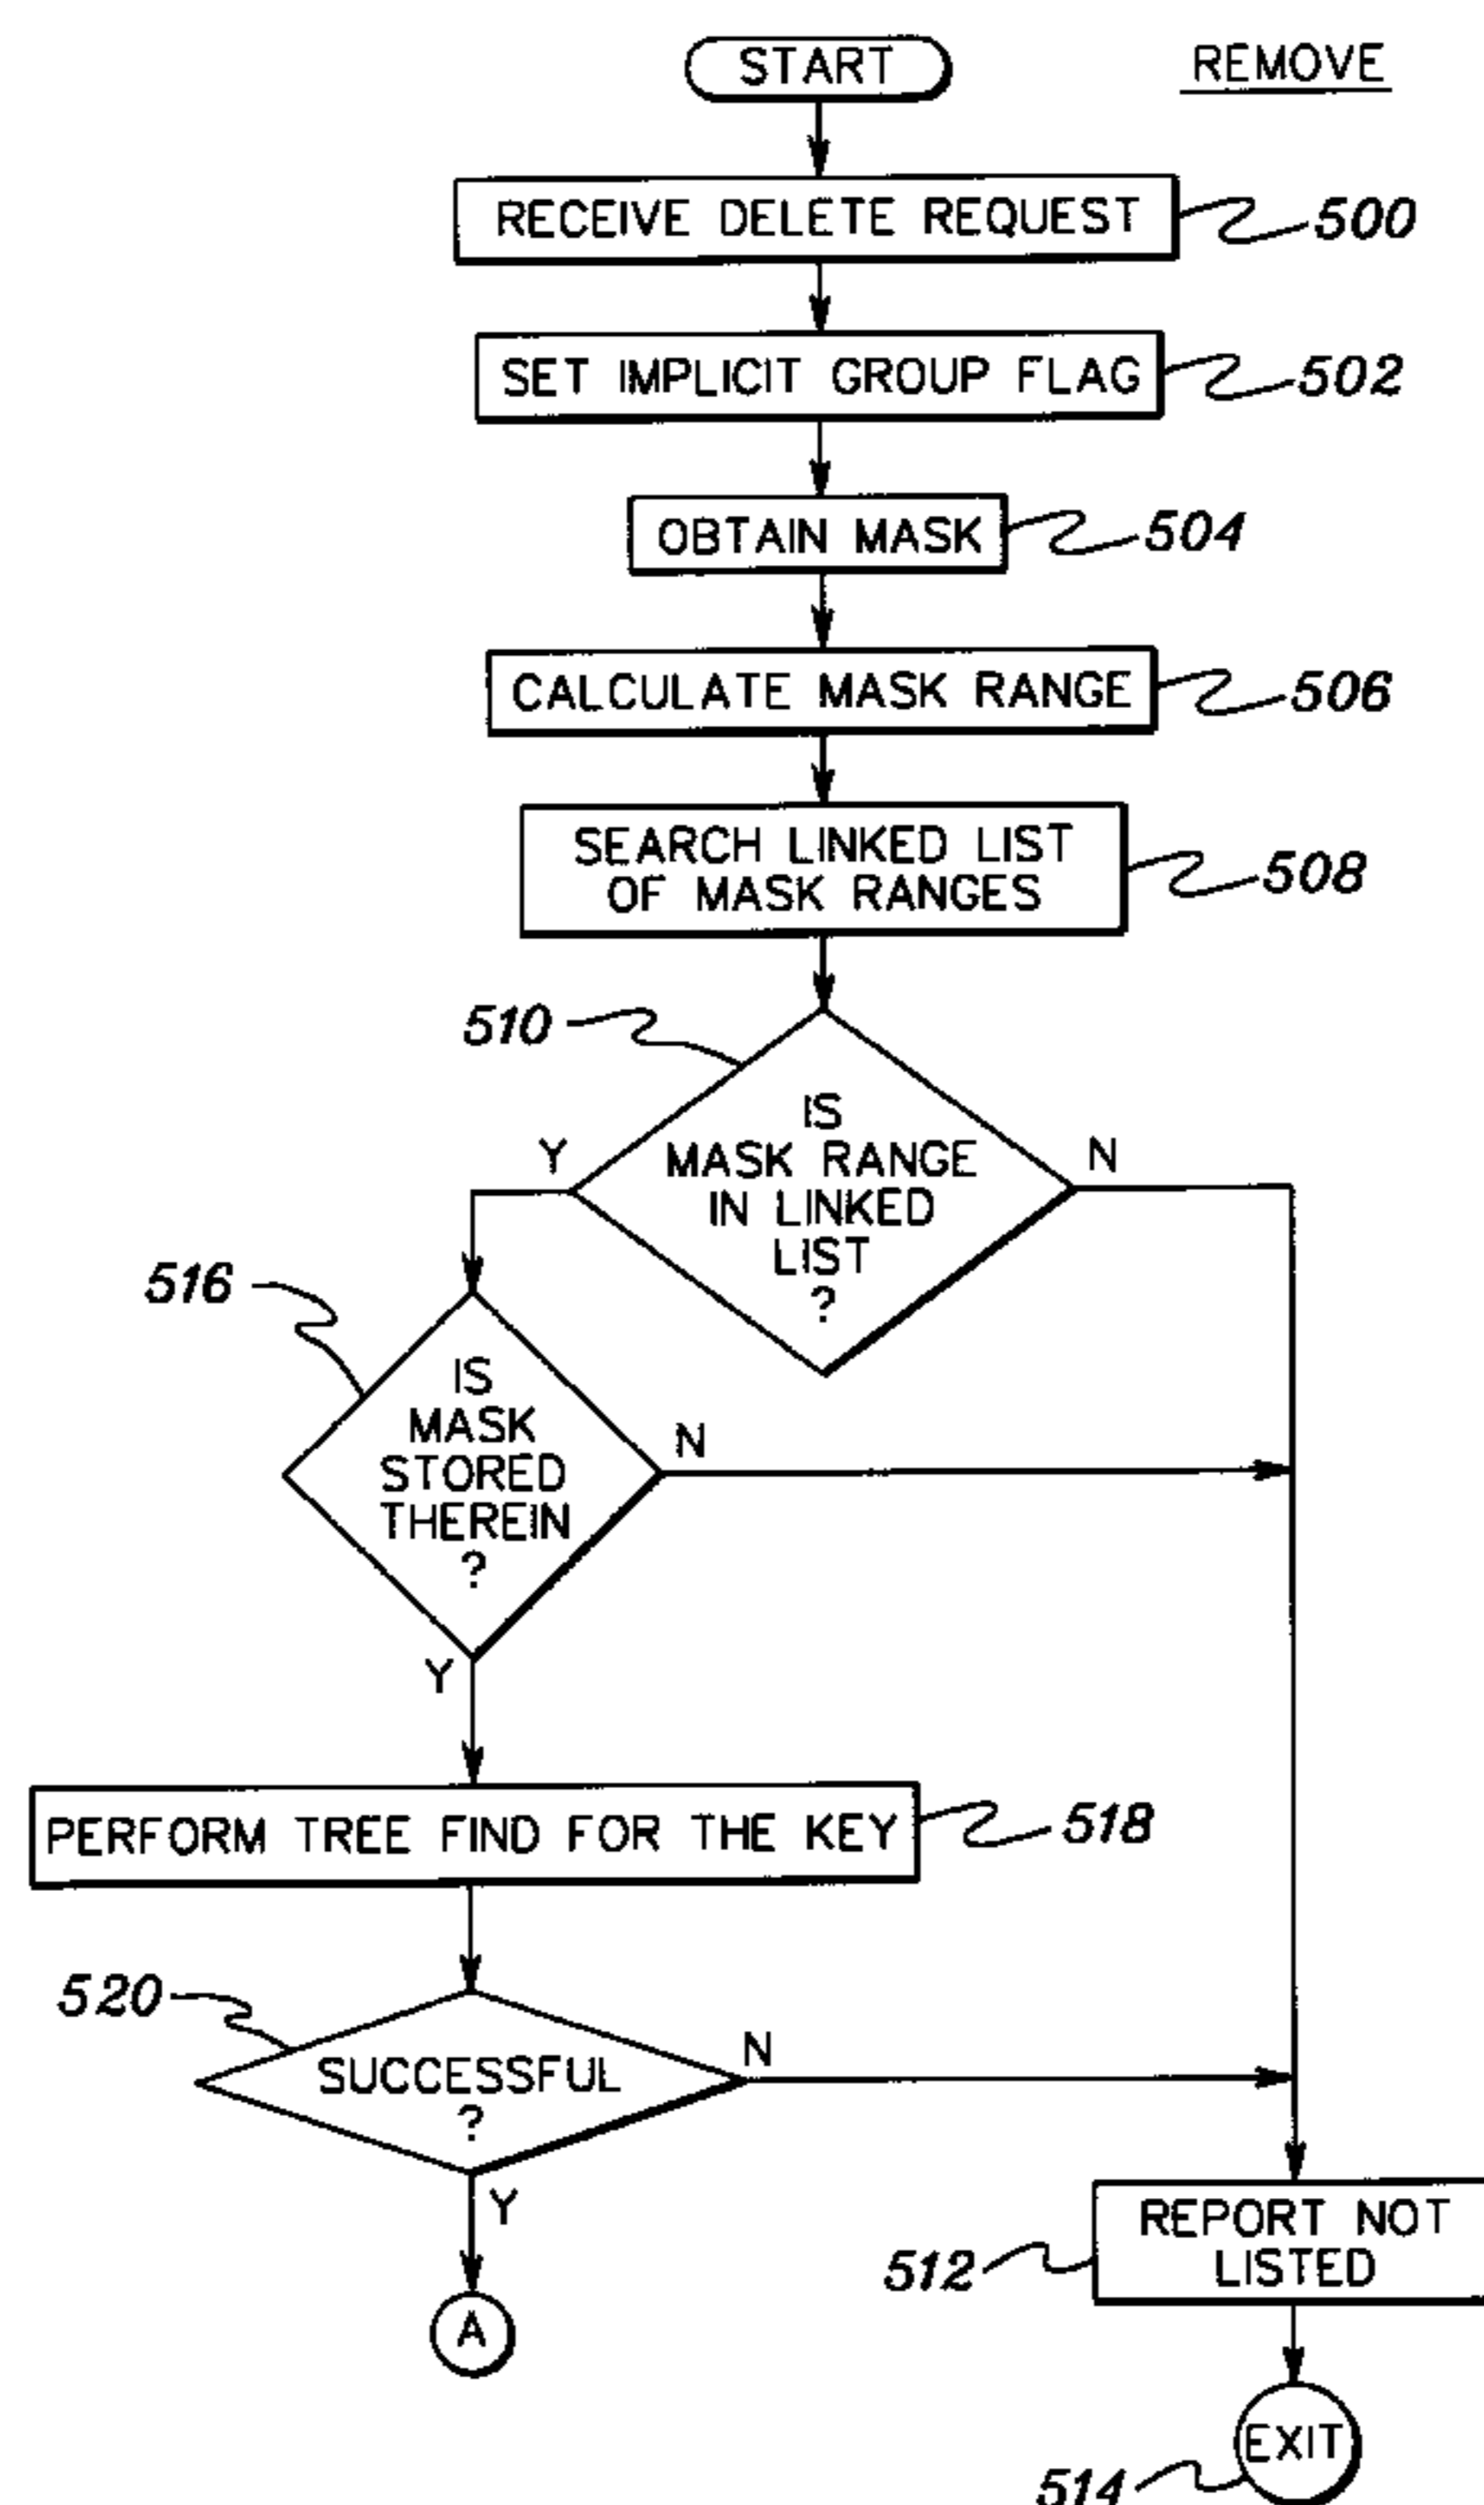 START
REMOVE
RECEIVE DELETE REQUEST
500
SET IMPLICIT GROUP FLAG
502
OBTAIN MASK
504
CALCULATE MASK RANGE
506
SEARCH LINKED LIST
OF MASK RANGES
508
510
IS
MASK RANGE
IN LINKED
LIST
?
Y
N
516
IS
MASK
STORED
THEREIN
?
N
Y
PERFORM TREE FIND FOR THE KEY
518
520
SUCCESSFUL
?
N
Y
REPORT NOT
LISTED
512
A
EXIT
514